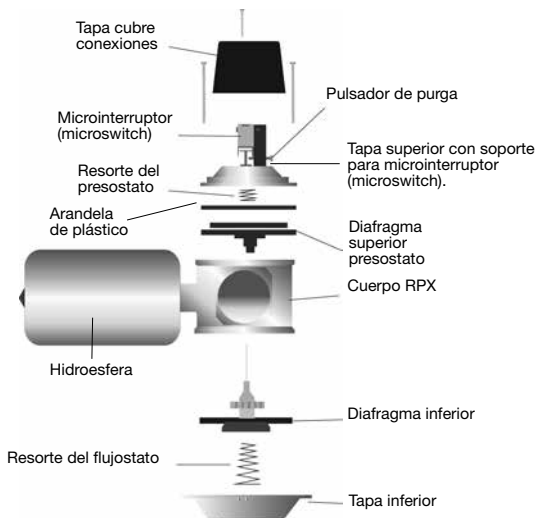 Tapa cubre
conexiones
Pulsador de purga
Microinterruptor
(microswitch)
Tapa superior con soporte
para microinterruptor
(microswitch).
Resorte del
presostato
Arandela
de plástico
Diafragma
superior
presostato
Cuerpo RPX
Hidroesfera
Diafragma inferior
Resorte del flujostato
Tapa inferior